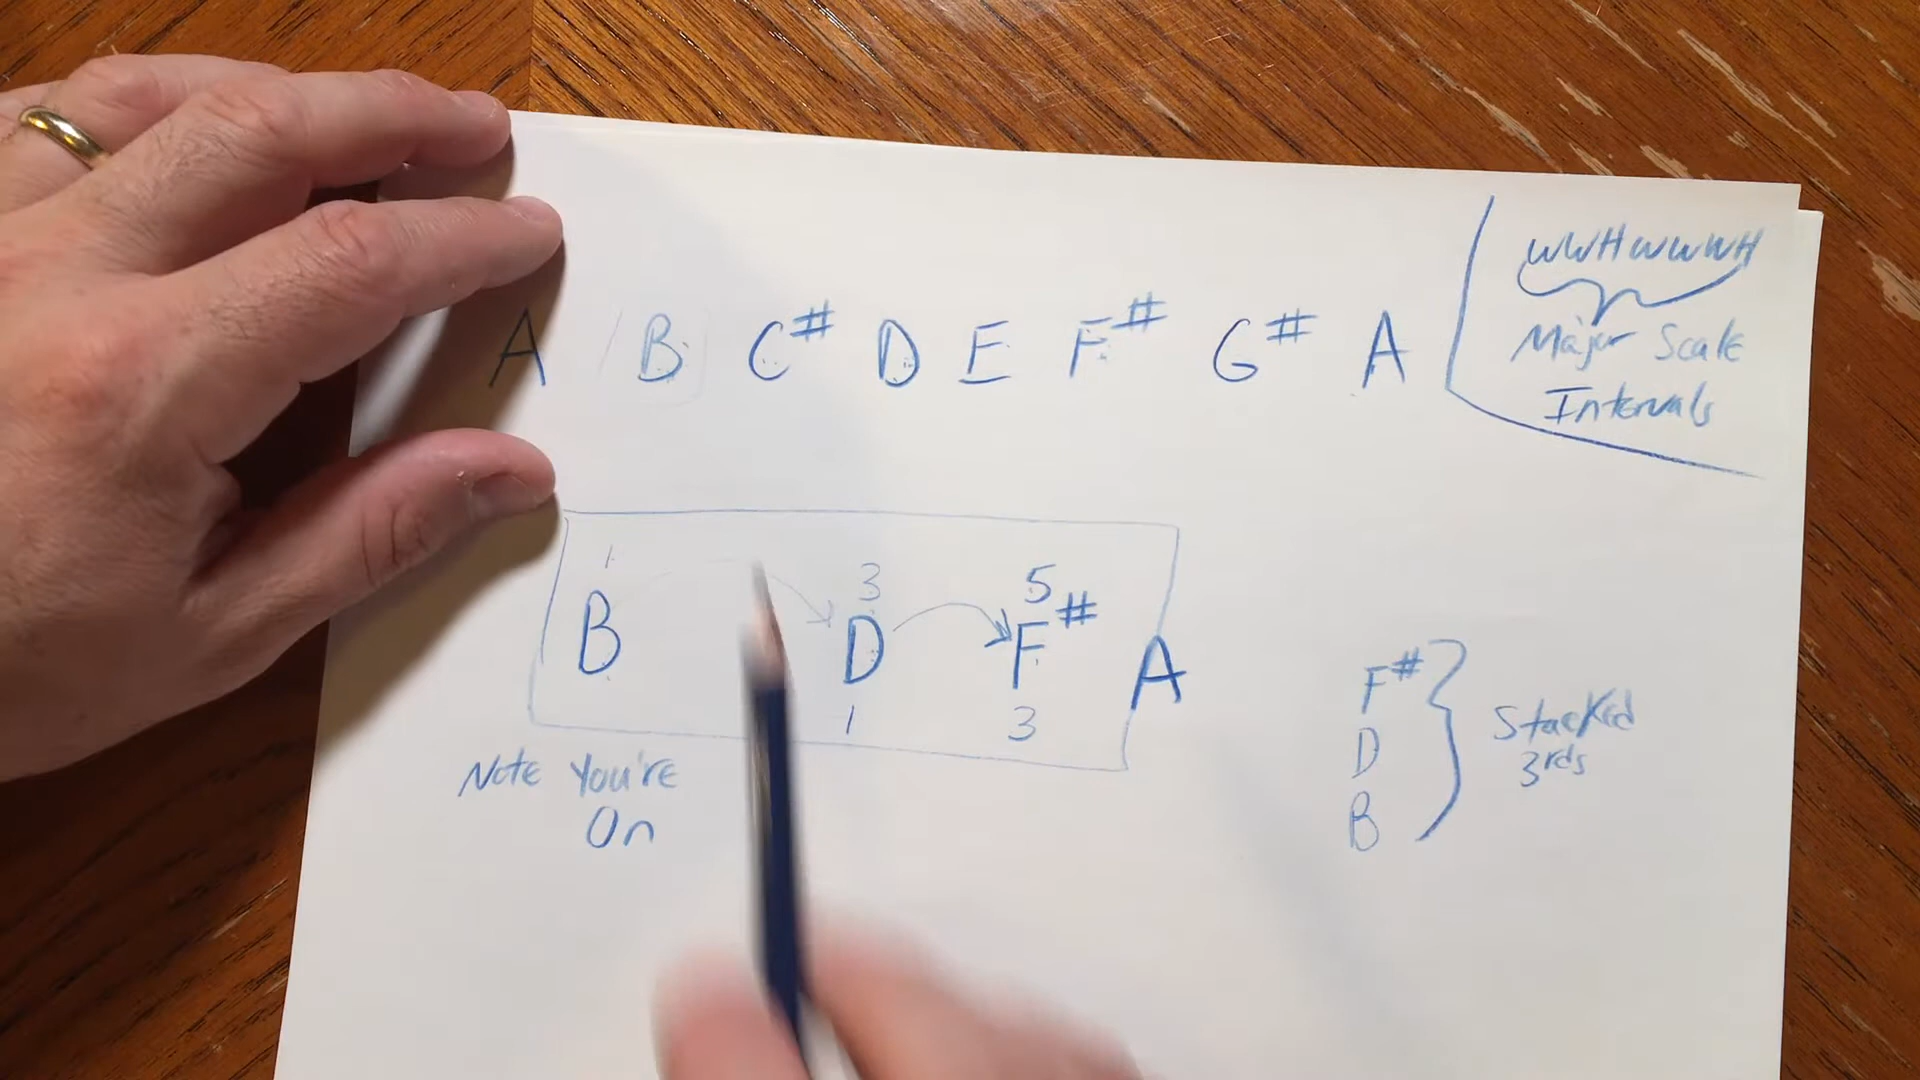 WWHWWWH
Major Scale
Intervals
A B C# D E F# G# A
1 3 5
B D F# A
1 3
Note You're
On
F#
D
B
Stacked
3rds